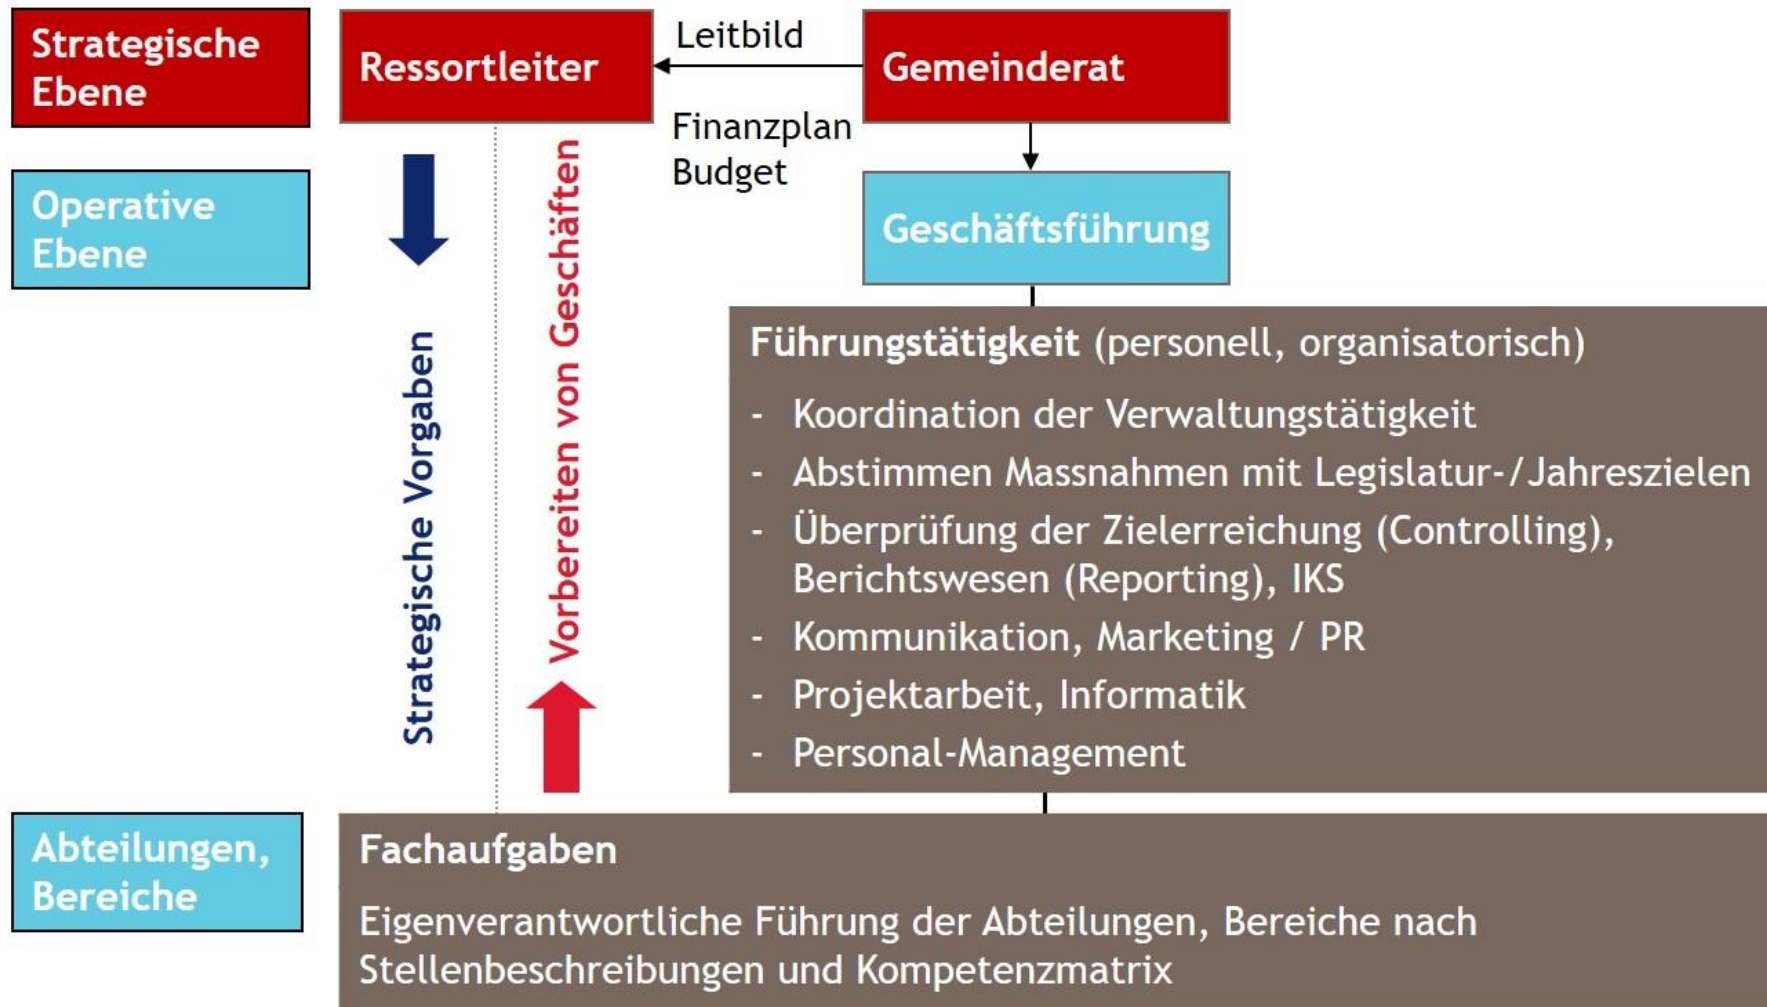 Strategische
Ebene
Ressortleiter
Leitbild
Gemeinderat
Finanzplan
Budget
Operative
Ebene
Geschäftsführung
Strategische Vorgaben
Vorbereiten von Geschäften
Führungstätigkeit (personell, organisatorisch)
- Koordination der Verwaltungstätigkeit
- Abstimmen Massnahmen mit Legislatur-/Jahreszielen
- Überprüfung der Zielerreichung (Controlling),
Berichtswesen (Reporting), IKS
- Kommunikation, Marketing / PR
- Projektarbeit, Informatik
- Personal-Management
Abteilungen,
Bereiche
Fachaufgaben
Eigenverantwortliche Führung der Abteilungen, Bereiche nach
Stellenbeschreibungen und Kompetenzmatrix